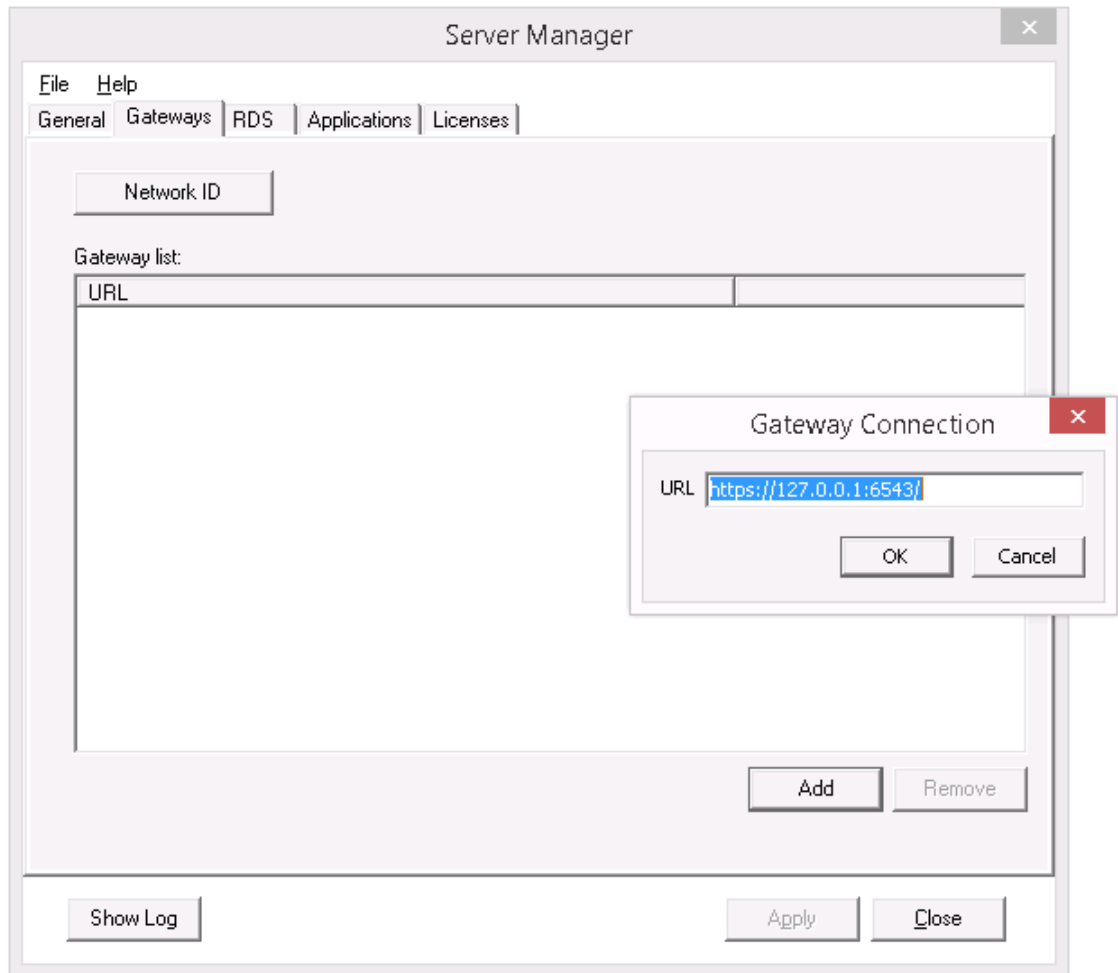 Server Manager
File Help
General Gateways RDS Applications Licenses
Network ID
Gateway list:
URL
Gateway Connection
URL https://127.0.0.1:6543/
OK Cancel
Add Remove
Show Log Apply Close